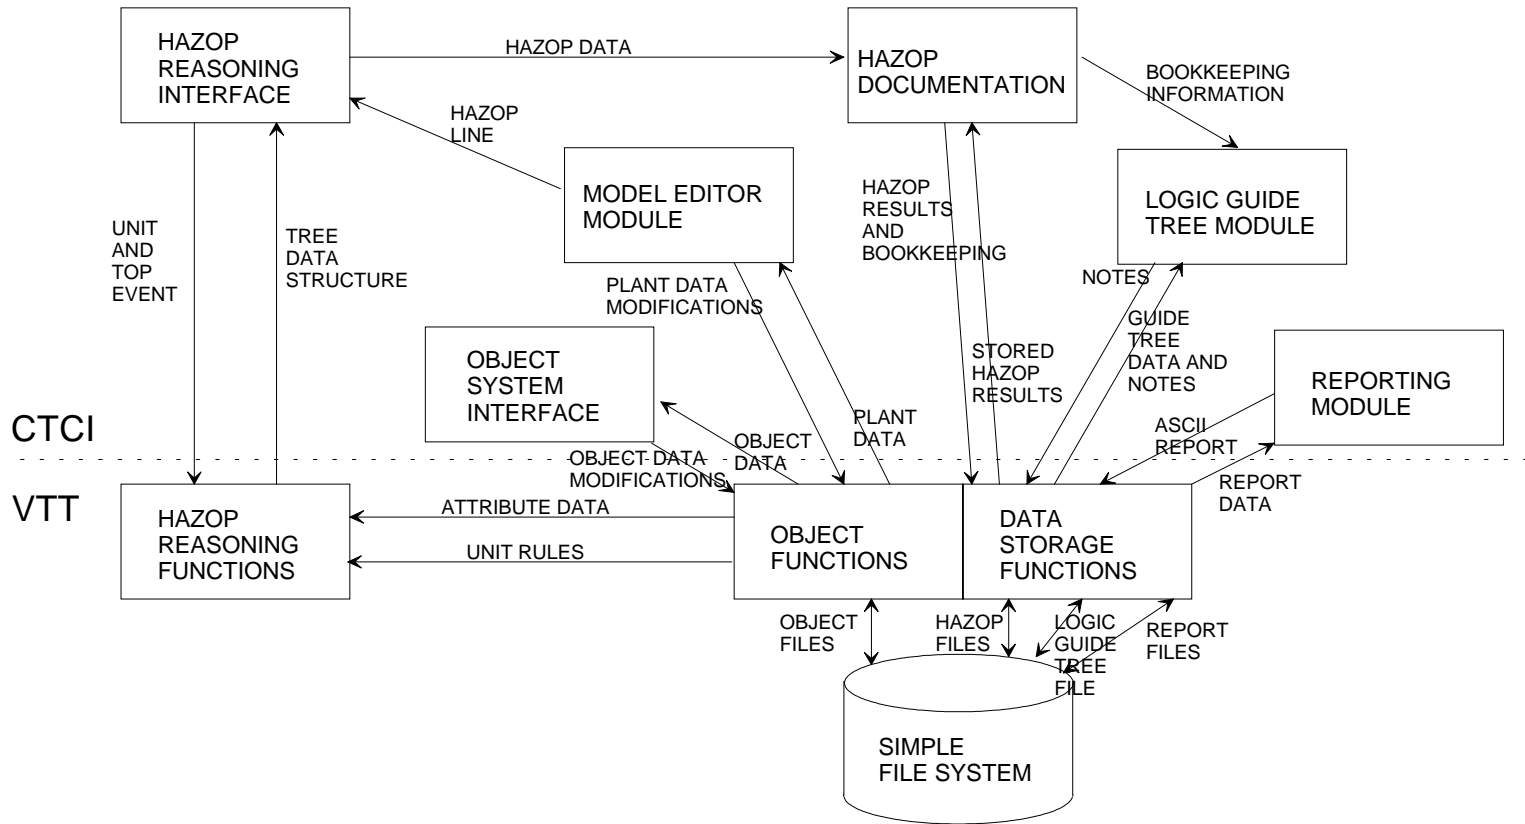 HAZOP
REASONING
INTERFACE
HAZOP DATA
HAZOP
DOCUMENTATION
BOOKKEEPING
INFORMATION
HAZOP
LINE
MODEL EDITOR
MODULE
HAZOP
RESULTS
AND
BOOKKEEPING
LOGIC GUIDE
TREE MODULE
UNIT
AND
TOP
EVENT
TREE
DATA
STRUCTURE
PLANT DATA
MODIFICATIONS
NOTES
GUIDE
TREE
DATA AND
NOTES
OBJECT
SYSTEM
INTERFACE
STORED
HAZOP
RESULTS
REPORTING
MODULE
CTCI
PLANT
DATA
ASCII
REPORT
OBJECT
DATA
OBJECT DATA
MODIFICATIONS
REPORT
DATA
VTT
HAZOP
REASONING
FUNCTIONS
ATTRIBUTE DATA
UNIT RULES
OBJECT
FUNCTIONS
DATA
STORAGE
FUNCTIONS
OBJECT
FILES
HAZOP
FILES
LOGIC
GUIDE
TREE
FILE
REPORT
FILES
SIMPLE
FILE SYSTEM